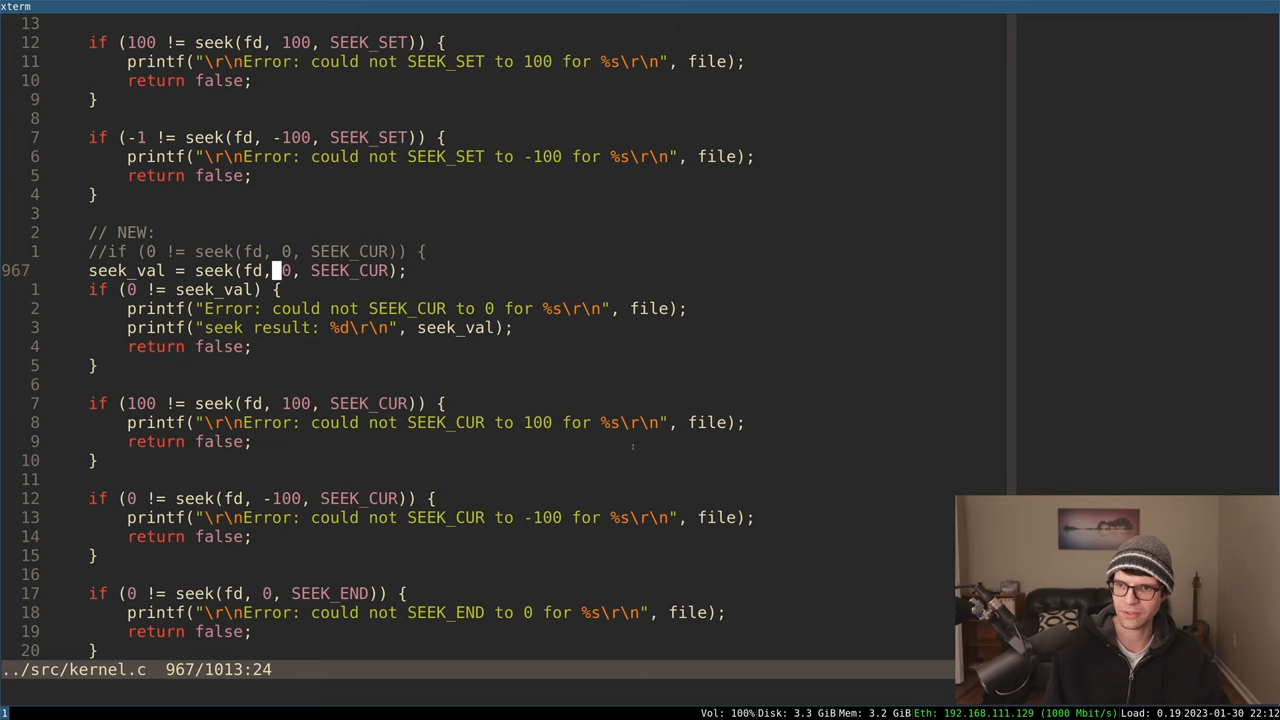 xterm
13
12     if (100 != seek(fd, 100, SEEK_SET)) {
11         printf("\r\nError: could not SEEK_SET to 100 for %s\r\n", file);
10         return false;
9     }
8
7     if (-1 != seek(fd, -100, SEEK_SET)) {
6         printf("\r\nError: could not SEEK_SET to -100 for %s\r\n", file);
5         return false;
4     }
3
2     // NEW:
1     //if (0 != seek(fd, 0, SEEK_CUR)) {
967     seek_val = seek(fd, 0, SEEK_CUR);
1     if (0 != seek_val) {
2         printf("Error: could not SEEK_CUR to 0 for %s\r\n", file);
3         printf("seek result: %d\r\n", seek_val);
4         return false;
5     }
6
7     if (100 != seek(fd, 100, SEEK_CUR)) {
8         printf("\r\nError: could not SEEK_CUR to 100 for %s\r\n", file);
9         return false;
10     }
11
12     if (0 != seek(fd, -100, SEEK_CUR)) {
13         printf("\r\nError: could not SEEK_CUR to -100 for %s\r\n", file);
14         return false;
15     }
16
17     if (0 != seek(fd, 0, SEEK_END)) {
18         printf("\r\nError: could not SEEK_END to 0 for %s\r\n", file);
19         return false;
20     }
../src/kernel.c  967/1013:24
1 Vol: 100% Disk: 3.3 GiB Mem: 3.2 GiB Eth: 192.168.111.129 (1000 Mbit/s) Load: 0.19 2023-01-30 22:12